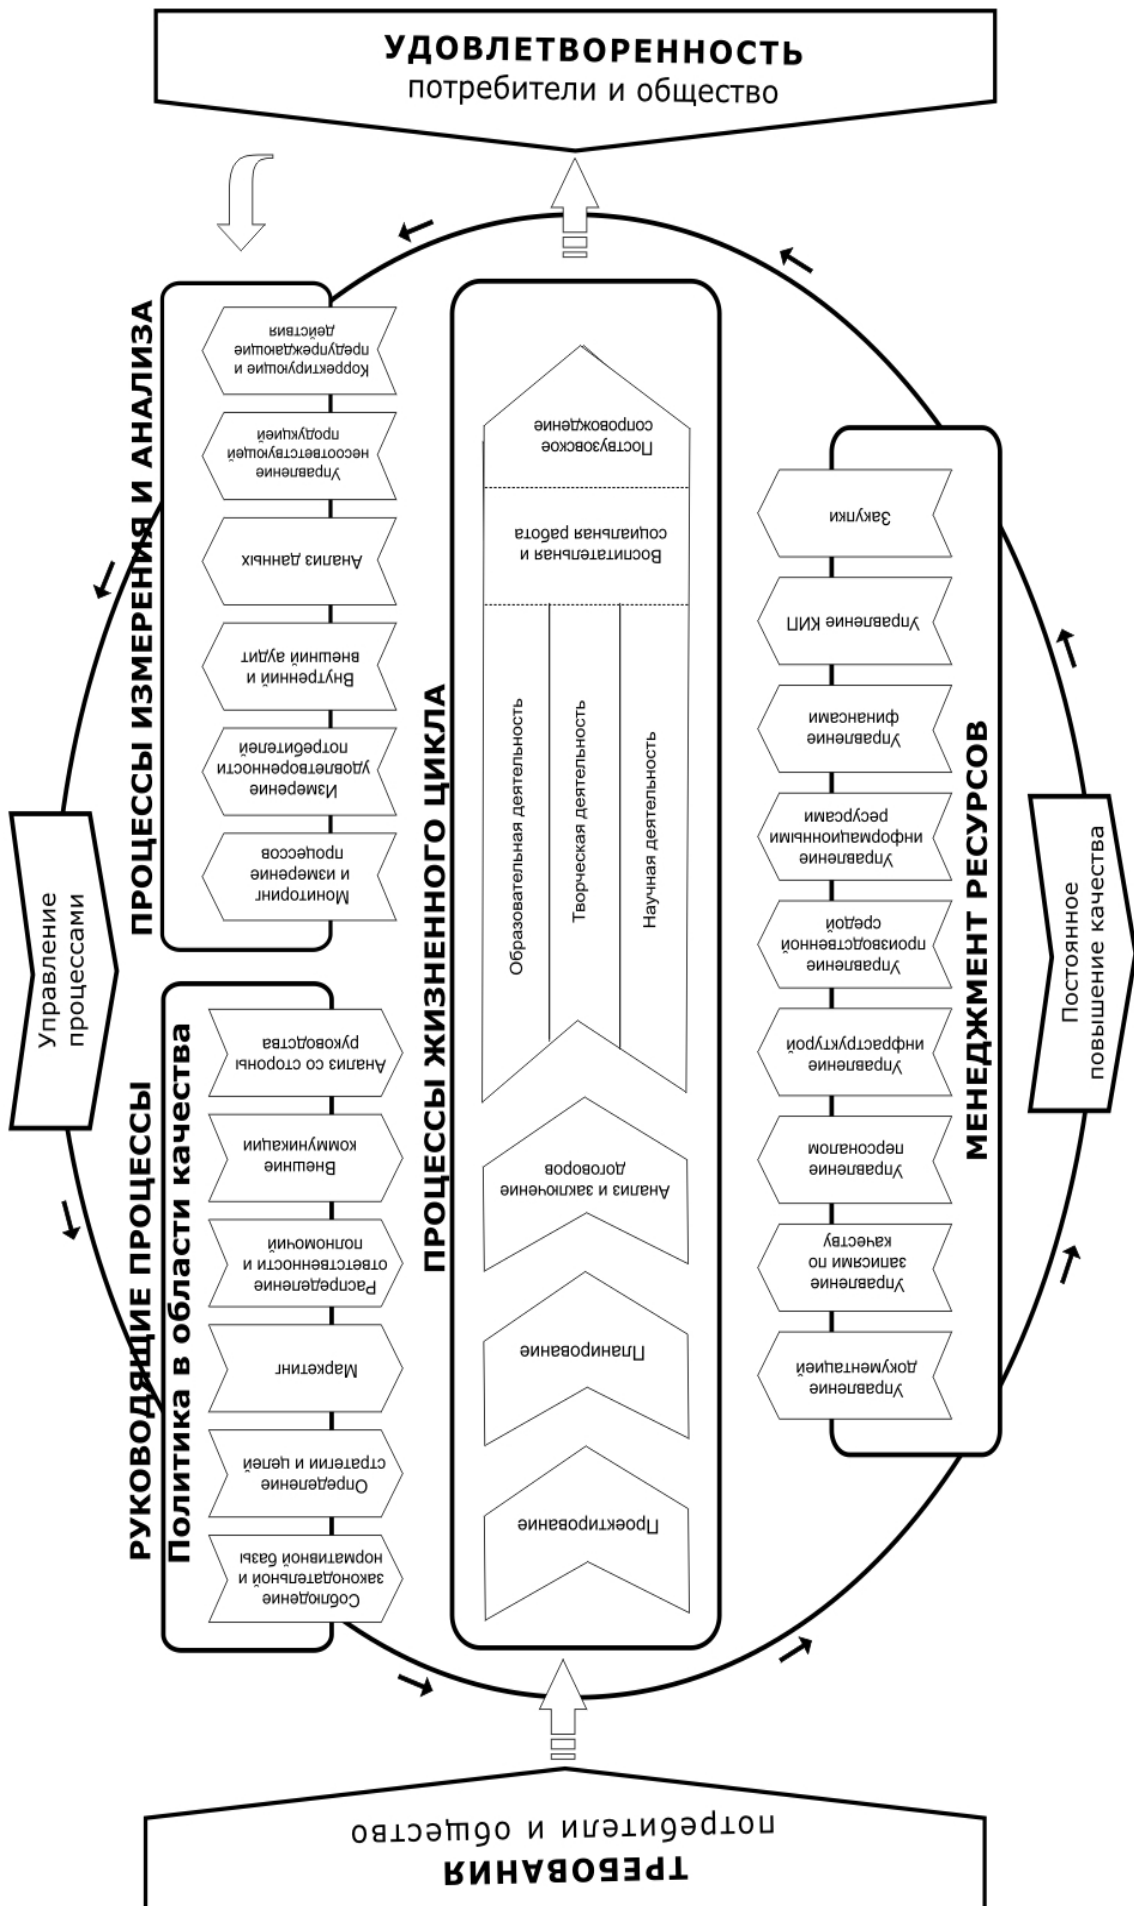 УДОВЛЕТВОРЕННОСТЬ
потребители и общество
ПРОЦЕССЫ ИЗМЕРЕНИЯ И АНАЛИЗА
Корректирующие и
предупреждающие
действия
Управление
несоответствующей
продукцией
Анализ данных
Внутренний и
внешний аудит
Измерение
удовлетворенности
потребителей
Мониторинг
и измерение
процессов
Управление
процессами
РУКОВОДЯЩИЕ ПРОЦЕССЫ
Политика в области качества
Анализ со стороны
руководства
Внешние
коммуникации
Распределение
ответственности и
полномочий
Маркетинг
Определение
стратегии и целей
Соблюдение
законодательной и
нормативной базы
ПРОЦЕССЫ ЖИЗНЕННОГО ЦИКЛА
Поствузовское
сопровождение
Воспитательная и
социальная работа
Образовательная деятельность
Творческая деятельность
Научная деятельность
Анализ и заключение
договоров
Планирование
Проектирование
МЕНЕДЖМЕНТ РЕСУРСОВ
Закупки
Управление КИП
Управление
финансами
Управление
информационными
ресурсами
Управление
производственной
средой
Управление
инфраструктурой
Управление
персоналом
Управление
записями по
качеству
Управление
документацией
Постоянное
повышение качества
ТРЕБОВАНИЯ
потребители и общество